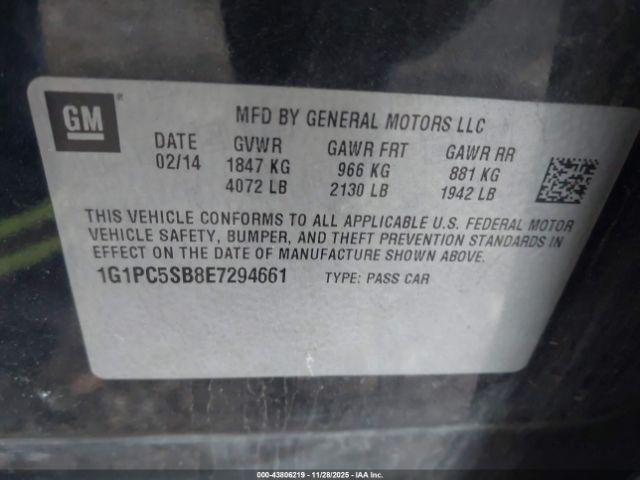 GM®
MFD BY GENERAL MOTORS LLC
DATE GVWR GAWR FRT GAWR RR
02/14 1847 KG 966 KG 881 KG
4072 LB 2130 LB 1942 LB
THIS VEHICLE CONFORMS TO ALL APPLICABLE U.S. FEDERAL MOTOR
VEHICLE SAFETY, BUMPER, AND THEFT PREVENTION STANDARDS IN
EFFECT ON THE DATE OF MANUFACTURE SHOWN ABOVE.
1G1PC5SB8E7294661 TYPE: PASS CAR
000-43806219 - 11/28/2025 - IAA Inc.